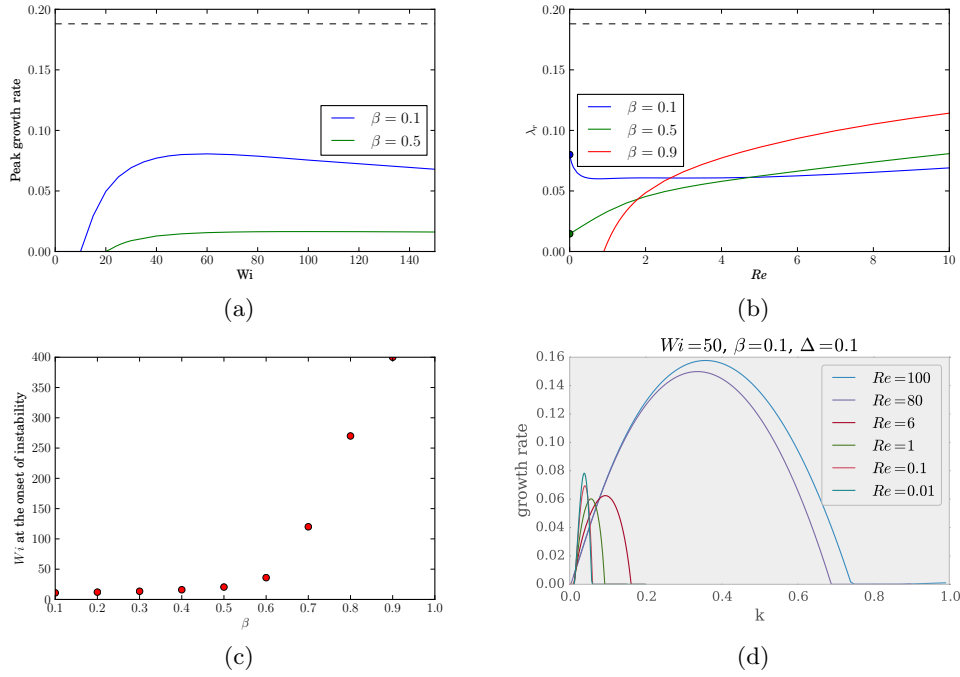 0.20
0.15
0.10
0.05
0.00
Peak growth rate
0 20 40 60 80 100 120 140
Wi
β = 0.1
β = 0.5
(a)
0.20
0.15
0.10
0.05
0.00
λr
0 2 4 6 8 10
Re
β = 0.1
β = 0.5
β = 0.9
(b)
400
350
300
250
200
150
100
50
0
Wi at the onset of instability
0.1 0.2 0.3 0.4 0.5 0.6 0.7 0.8 0.9 1.0
β
(c)
Wi=50, β=0.1, Δ=0.1
0.16
0.14
0.12
0.10
0.08
0.06
0.04
0.02
0.00
growth rate
0.0 0.2 0.4 0.6 0.8 1.0
k
Re=100
Re=80
Re=6
Re=1
Re=0.1
Re=0.01
(d)